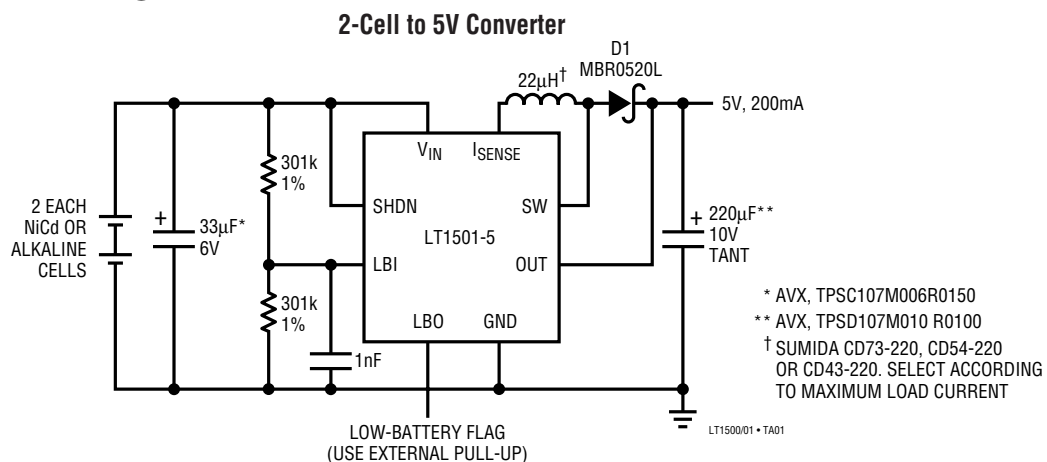 2-Cell to 5V Converter
D1
MBR0520L
22µH†
5V, 200mA
VIN
ISENSE
301k
1%
SHDN
SW
2 EACH
NiCd OR
ALKALINE
CELLS
+
33µF*
6V
LT1501-5
+
220µF**
10V
TANT
LBI
OUT
301k
1%
LBO
GND
1nF
* AVX, TPSC107M006R0150
** AVX, TPSD107M010 R0100
† SUMIDA CD73-220, CD54-220
OR CD43-220. SELECT ACCORDING
TO MAXIMUM LOAD CURRENT
LOW-BATTERY FLAG
(USE EXTERNAL PULL-UP)
LT1500/01 • TA01